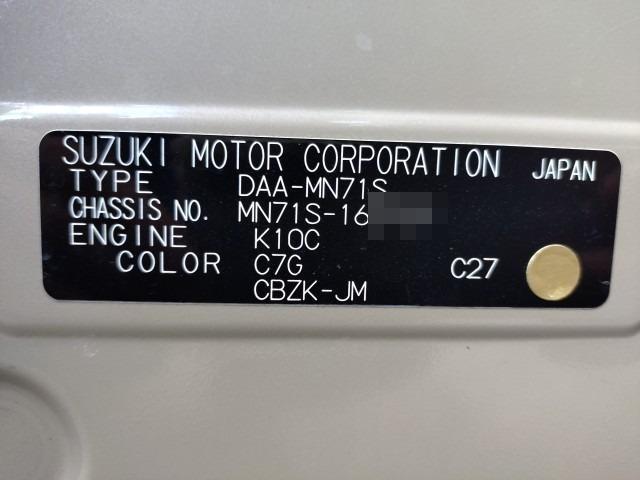 SUZUKI MOTOR CORPORATION JAPAN
TYPE DAA-MN71S
CHASSIS NO. MN71S-16
ENGINE K10C
COLOR C7G C27
CBZK-JM